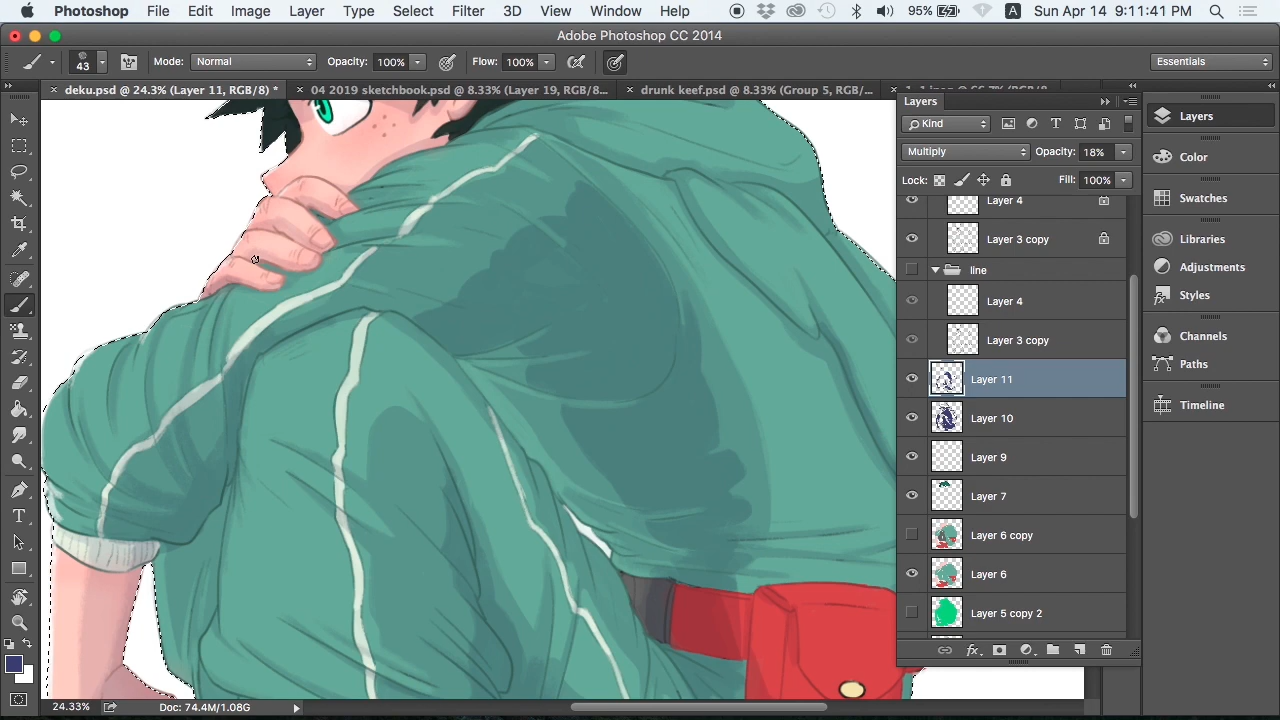 Photoshop File Edit Image Layer Type Select Filter 3D View Window Help 95% A Sun Apr 14 9:11:41 PM
Adobe Photoshop CC 2014
43 Mode: Normal Opacity: 100% Flow: 100% Essentials
deku.psd @ 24.3% (Layer 11, RGB/8) * 04 2019 sketchbook.psd @ 8.33% (Layer 19, RGB/8... drunk keef.psd @ 8.33% (Group 5, RGB/8...
Layers
Kind
Multiply Opacity: 18%
Lock: Fill: 100%
Layer 4
Layer 3 copy
line
Layer 4
Layer 3 copy
Layer 11
Layer 10
Layer 9
Layer 7
Layer 6 copy
Layer 6
Layer 5 copy 2
Layers
Color
Swatches
Libraries
Adjustments
Styles
Channels
Paths
Timeline
24.33% Doc: 74.4M/1.08G